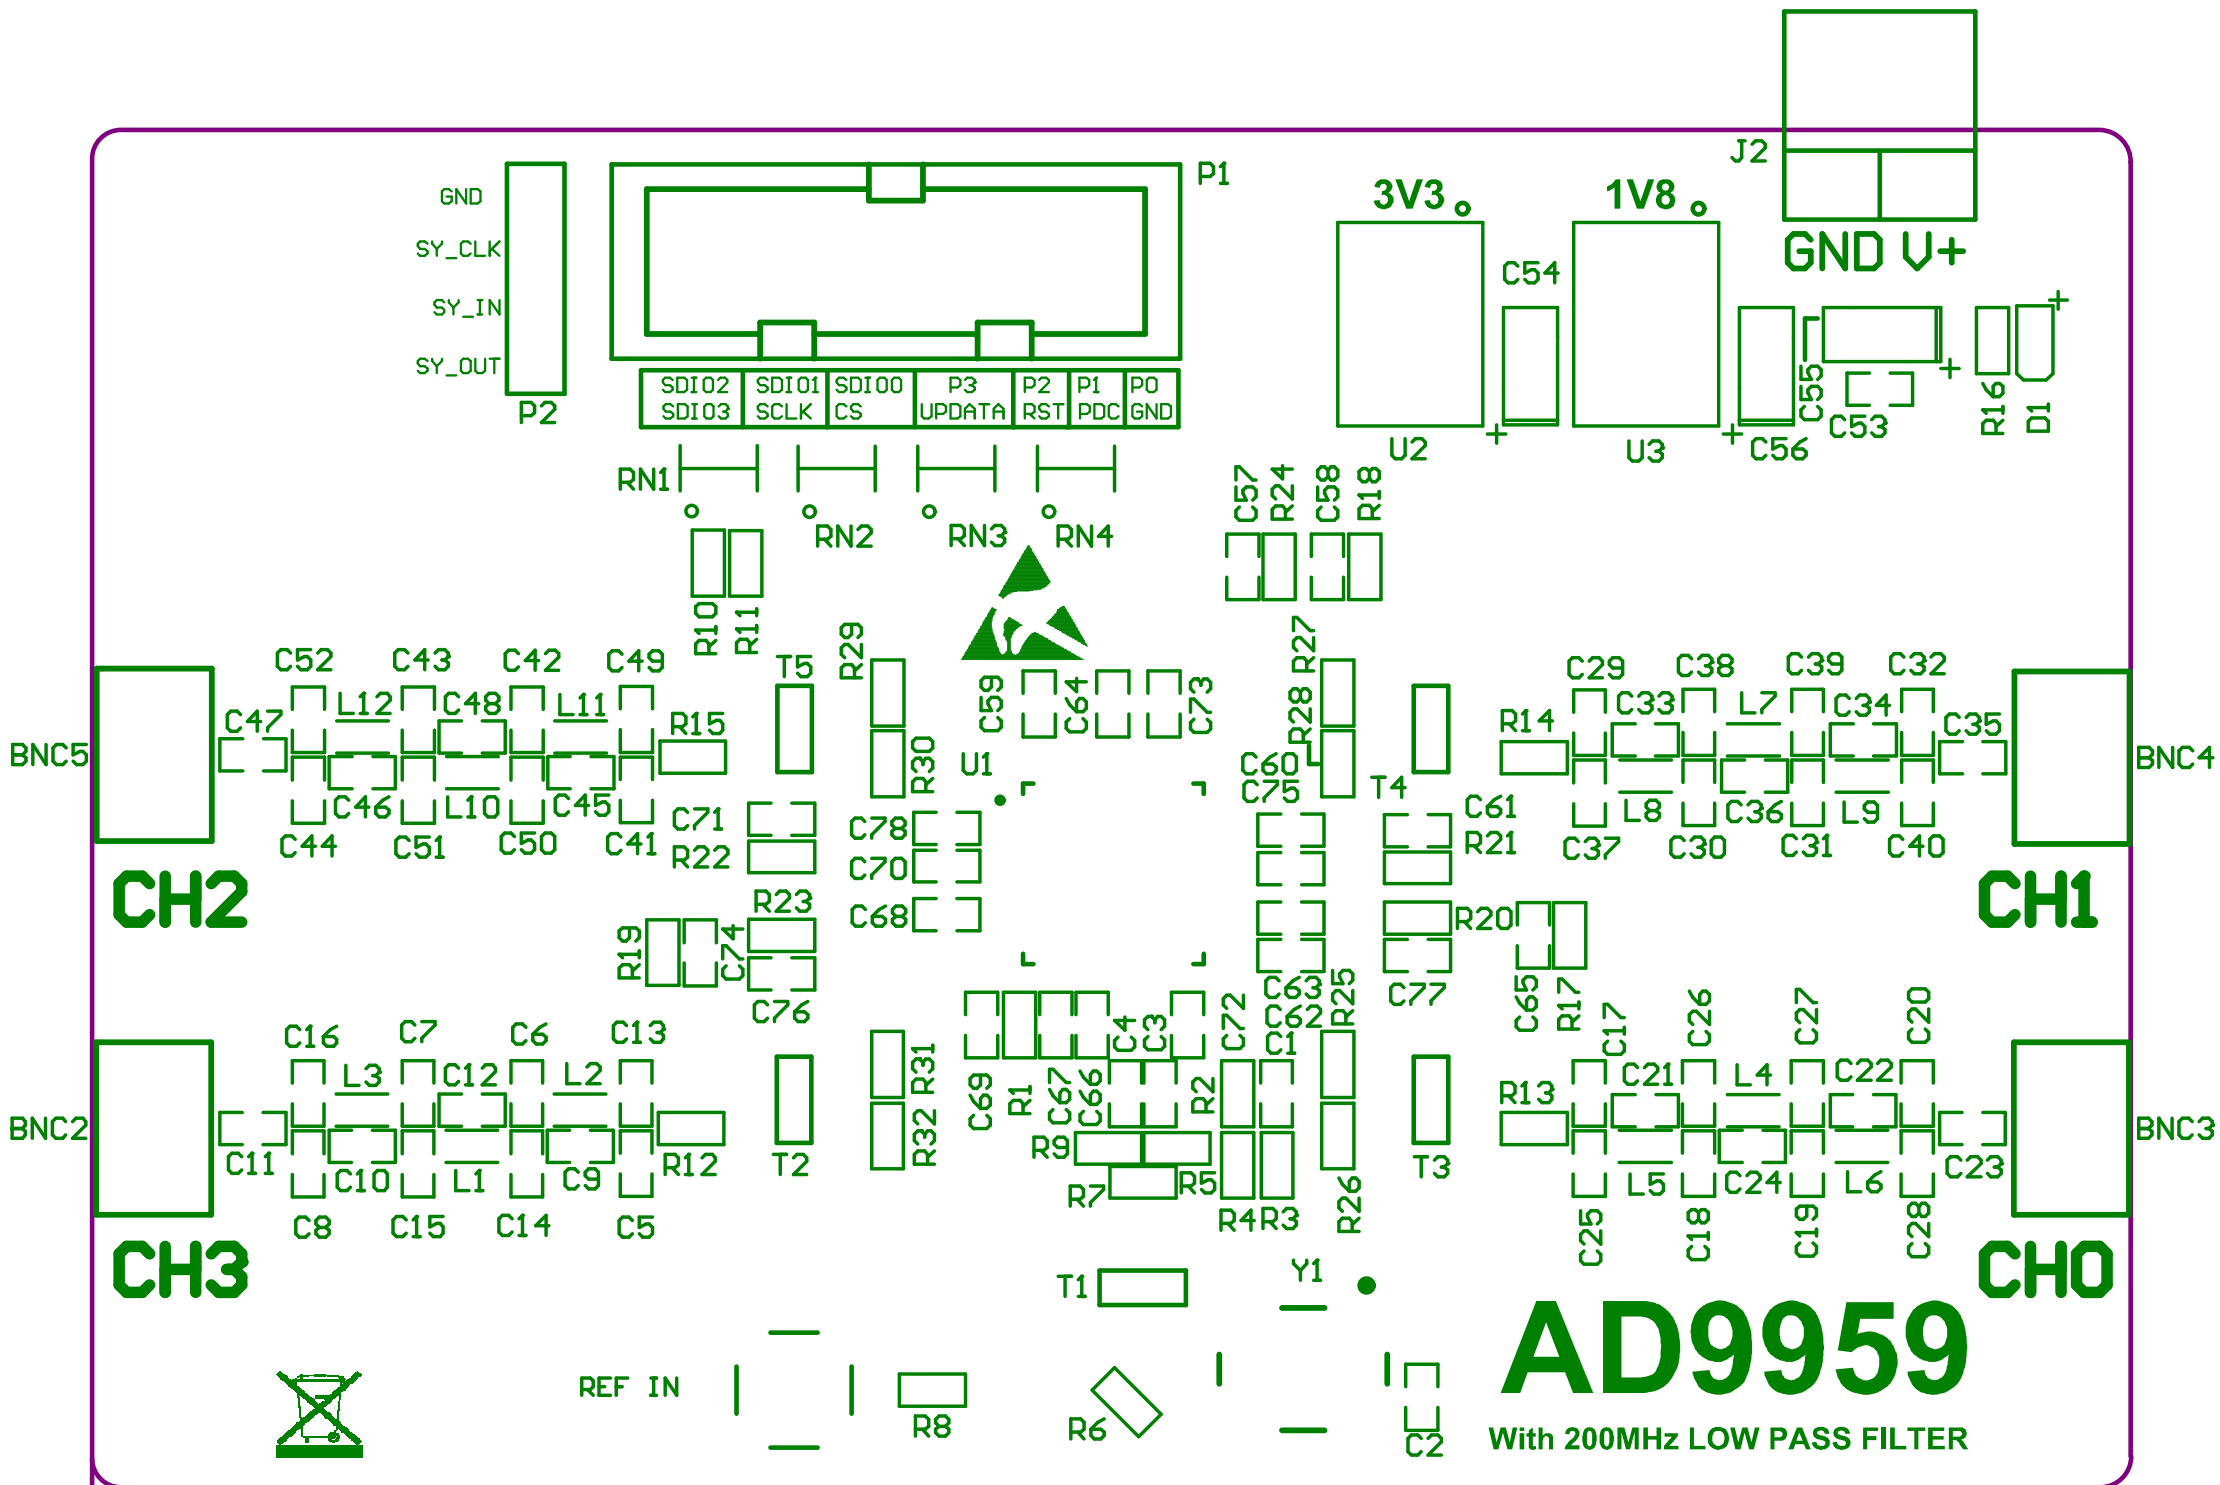 J2
P1
GND
3V3
1V8
SY_CLK
GND V+
C54
SY_IN
SY_OUT
SDIO2 SDIO1 SDIO0 P3 P2 P1 P0
SDIO3 SCLK CS UPDATA RST PDC GND
P2
C55
C53
R16
D1
U2
U3
C56
RN1
C57
R24
C58
R18
RN2
RN3
RN4
R10
R11
R29
R27
C52
C43
C42
C49
T5
C59
C64
C73
R28
C29
C38
C39
C32
L12
C48
L11
C33
L7
C34
C47
R15
R14
C35
BNC5
U1
R30
C60
C75
T4
BNC4
C46
L10
C45
C71
C78
C61
L8
C36
L9
C44
C51
C50
C41
R22
C70
R21
C37
C30
C31
C40
CH2
R23
C68
R20
CH1
R19
C74
C76
C63
C62
R25
C77
C65
R17
C16
C7
C6
C13
C4
C3
C72
C1
C17
C26
C27
C20
L3
C12
L2
R31
C69
R1
C67
C66
R2
R13
C21
L4
C22
BNC2
BNC3
C11
C10
L1
C9
R12
T2
R32
R9
R7
R5
T3
L5
C24
L6
C23
C8
C15
C14
C5
R4
R3
R26
C25
C18
C19
C28
CH3
CH0
T1
Y1
AD9959
REF IN
R8
R6
C2
With 200MHz LOW PASS FILTER